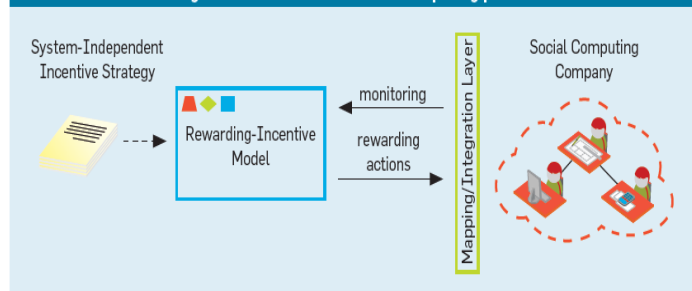 System-Independent
Incentive Strategy
Rewarding-Incentive
Model
monitoring
rewarding
actions
Mapping/Integration Layer
Social Computing
Company